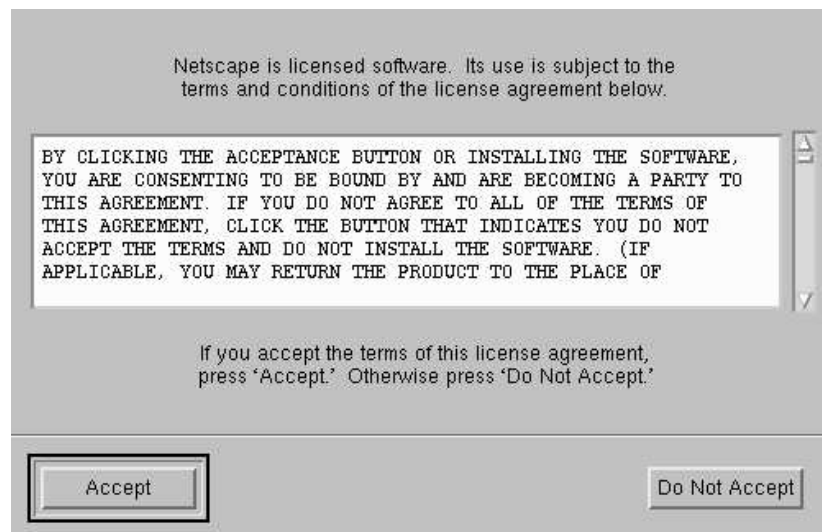 Netscape is licensed software.  Its use is subject to the
terms and conditions of the license agreement below.
BY CLICKING THE ACCEPTANCE BUTTON OR INSTALLING THE SOFTWARE,
YOU ARE CONSENTING TO BE BOUND BY AND ARE BECOMING A PARTY TO
THIS AGREEMENT. IF YOU DO NOT AGREE TO ALL OF THE TERMS OF
THIS AGREEMENT, CLICK THE BUTTON THAT INDICATES YOU DO NOT
ACCEPT THE TERMS AND DO NOT INSTALL THE SOFTWARE. (IF
APPLICABLE, YOU MAY RETURN THE PRODUCT TO THE PLACE OF
If you accept the terms of this license agreement,
press ‘Accept.’  Otherwise press ‘Do Not Accept.’
Accept
Do Not Accept